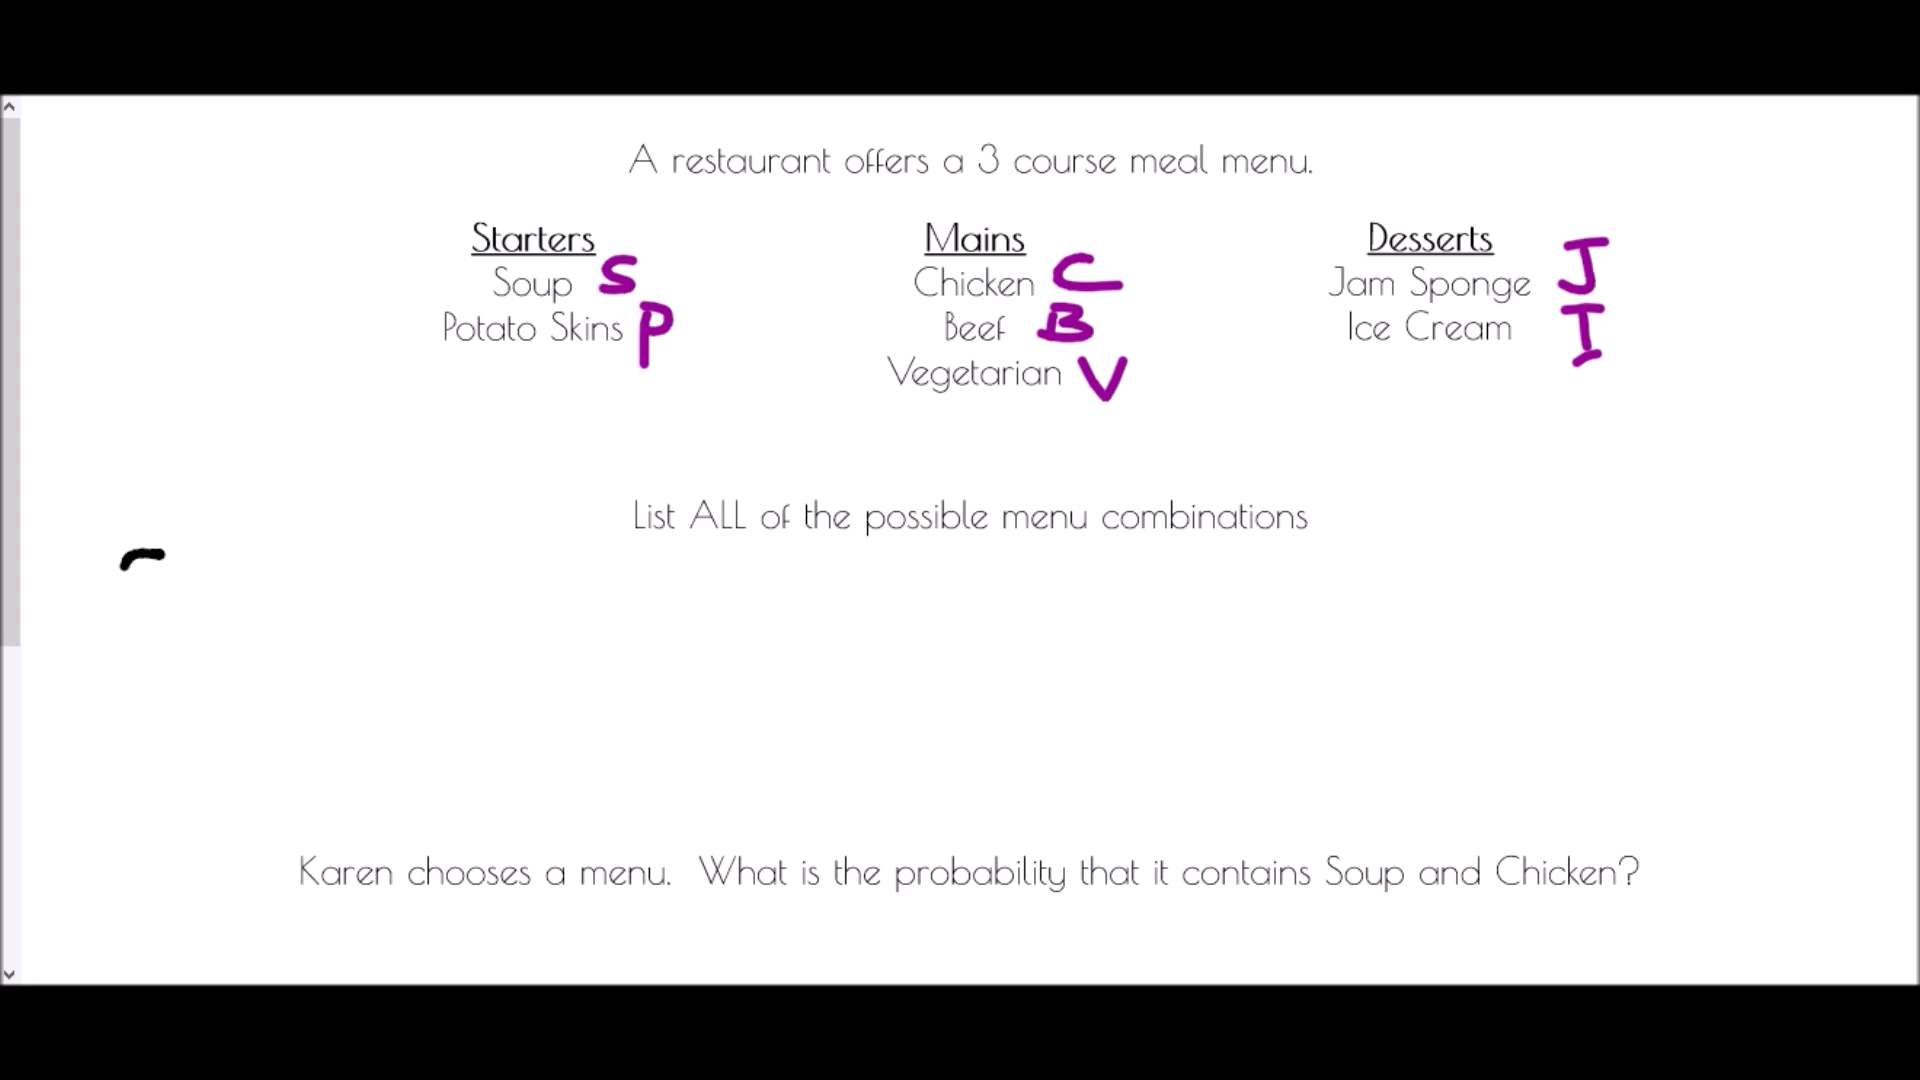 A restaurant offers a 3 course meal menu.
Starters Mains Desserts
Soup S Chicken C Jam Sponge J
Potato Skins P Beef B Ice Cream I
Vegetarian V
List ALL of the possible menu combinations
Karen chooses a menu. What is the probability that it contains Soup and Chicken?